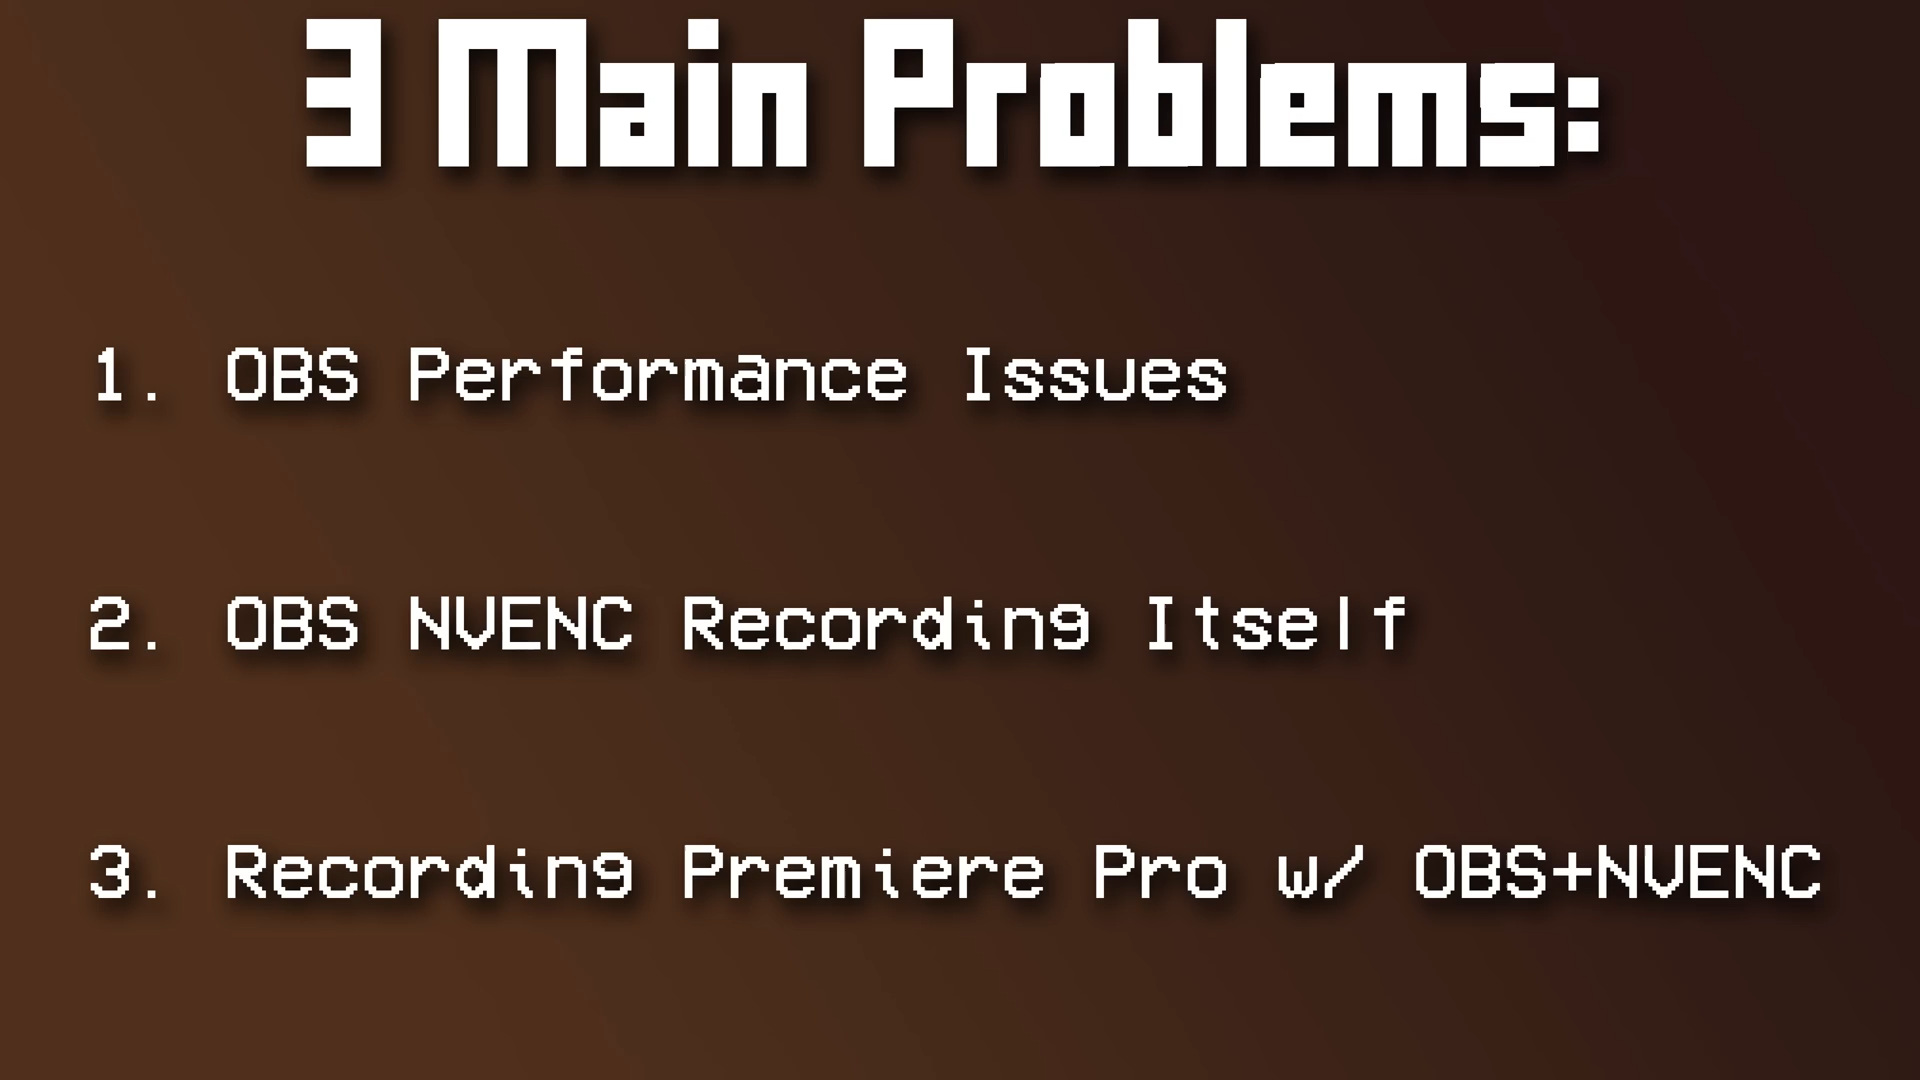 3 Main Problems:
1. OBS Performance Issues
2. OBS NVENC Recording Itself
3. Recording Premiere Pro w/ OBS+NVENC